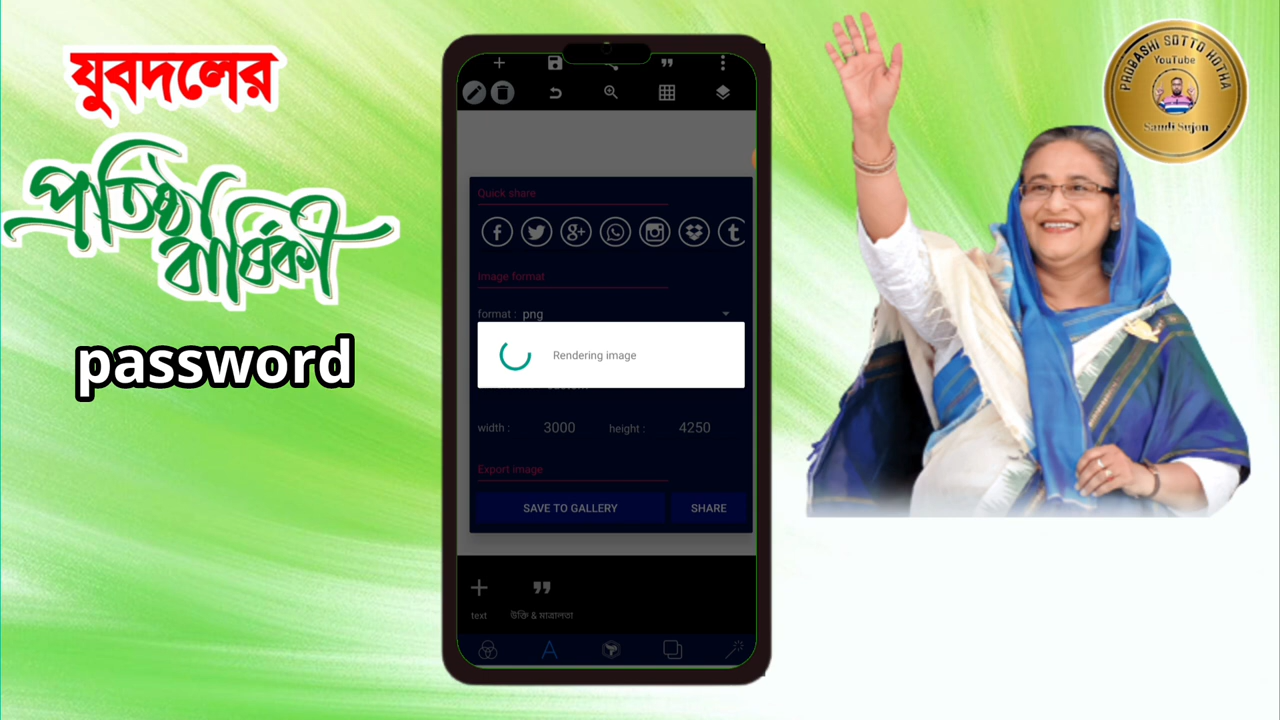 যুবদলের
প্রতিষ্ঠা
বার্ষিকী
password
Quick share
Image format
format : png
Rendering image
width : 3000 height : 4250
Export image
SAVE TO GALLERY SHARE
text উক্তি &
PROBASHI SOTTO KOTHA
YouTube
Saudi Sujon